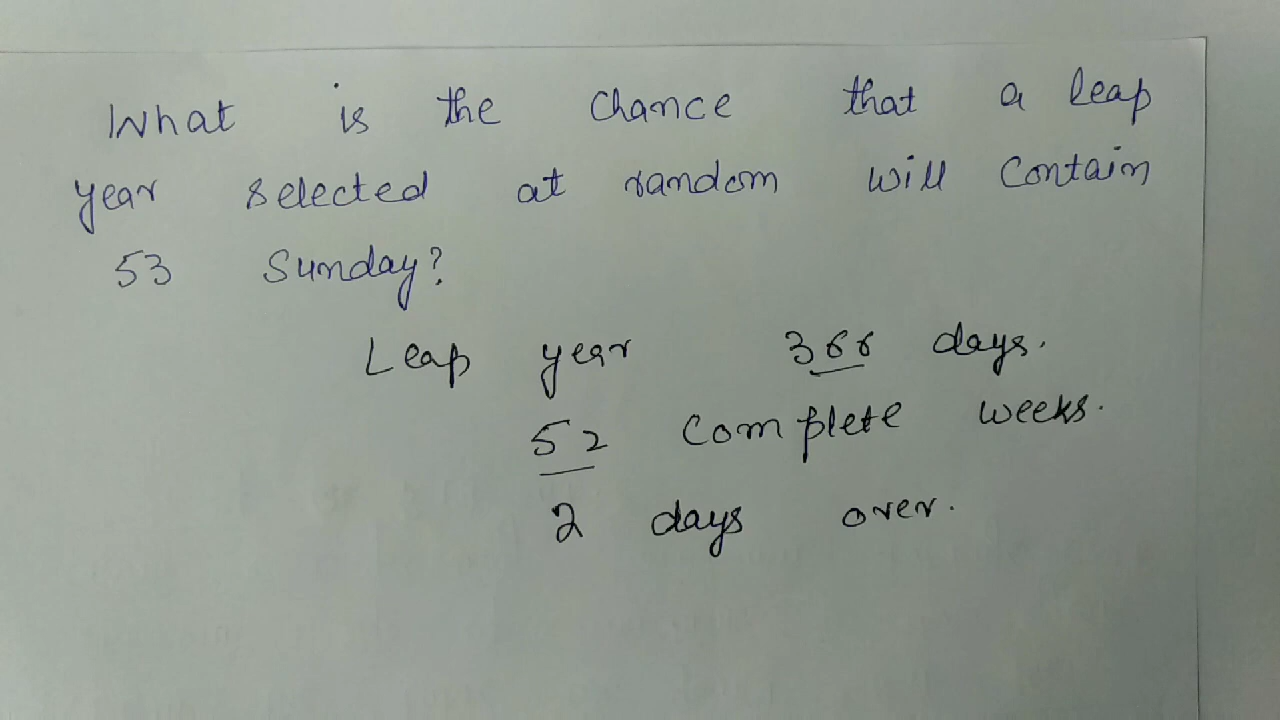 What is the Chance that a leap
year selected at random will contain
53 Sunday?
Leap year 366 days.
52 Complete weeks.
2 days over.